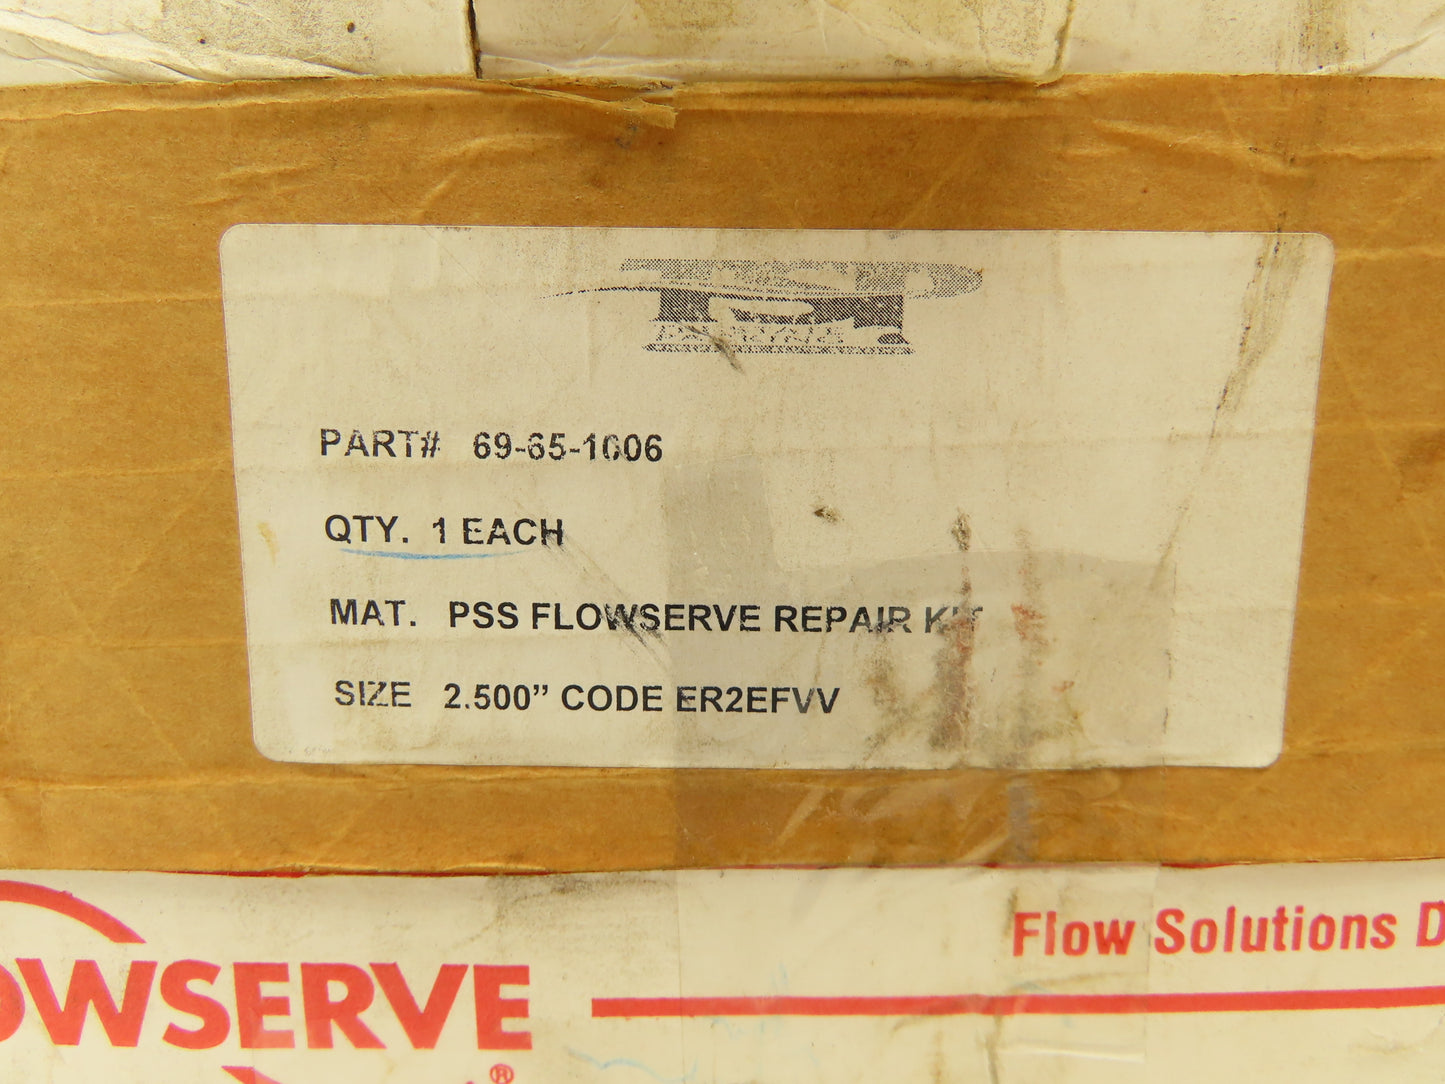 PART# 69-65-1006
QTY. 1 EACH
MAT. PSS FLOWSERVE REPAIR KIT
SIZE 2.500” CODE ER2EFVV
Flow Solutions D
OWSERVE
®